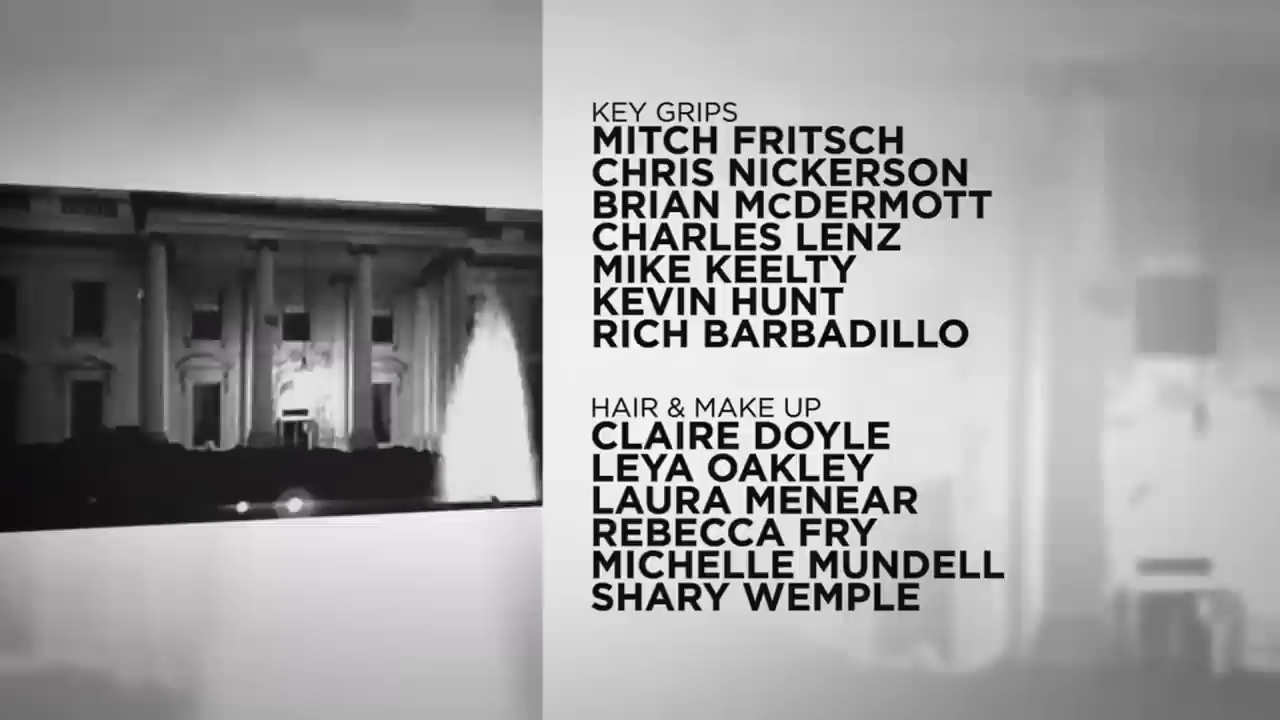 KEY GRIPS
MITCH FRITSCH
CHRIS NICKERSON
BRIAN McDERMOTT
CHARLES LENZ
MIKE KEELTY
KEVIN HUNT
RICH BARBADILLO
HAIR & MAKE UP
CLAIRE DOYLE
LEYA OAKLEY
LAURA MENEAR
REBECCA FRY
MICHELLE MUNDELL
SHARY WEMPLE